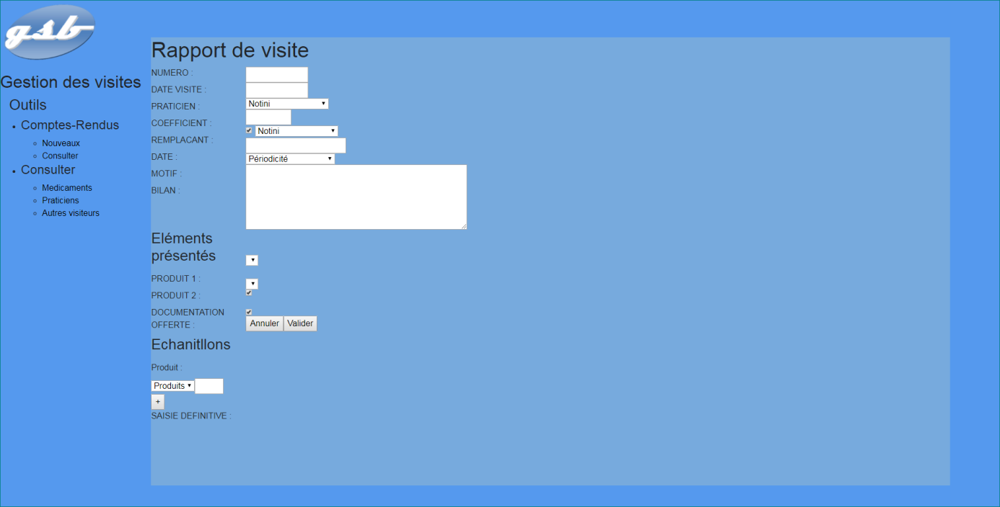 gsb
Gestion des visites
Outils
Comptes-Rendus
Nouveaux
Consulter
Consulter
Medicaments
Praticiens
Autres visiteurs
Rapport de visite
NUMERO :
DATE VISITE :
PRATICIEN : Notini
COEFFICIENT :
REMPLACANT : Notini
DATE :
MOTIF : Périodicité
BILAN :
Eléments
présentés
PRODUIT 1 :
PRODUIT 2 :
DOCUMENTATION
OFFERTE :
Annuler Valider
Echanitllons
Produit :
Produits
+
SAISIE DEFINITIVE :